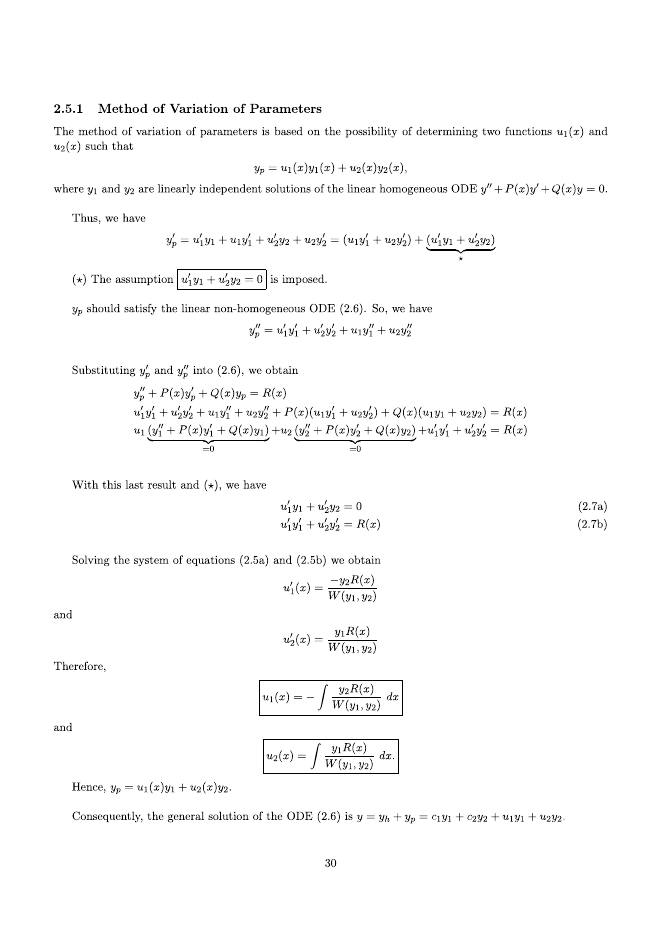 2.5.1 Method of Variation of Parameters
The method of variation of parameters is based on the possibility of determining two functions u₁(x) and
u₂(x) such that
yₚ = u₁(x)y₁(x) + u₂(x)y₂(x),
where y₁ and y₂ are linearly independent solutions of the linear homogeneous ODE y″ + P(x)y′ + Q(x)y = 0.
Thus, we have
y′ₚ = u′₁y₁ + u₁y′₁ + u′₂y₂ + u₂y′₂ = (u₁y′₁ + u₂y′₂) + (u′₁y₁ + u′₂y₂)
⋆
(⋆) The assumption u′₁y₁ + u′₂y₂ = 0 is imposed.
yₚ should satisfy the linear non-homogeneous ODE (2.6). So, we have
y″ₚ = u′₁y′₁ + u′₂y′₂ + u₁y″₁ + u₂y″₂
Substituting y′ₚ and y″ₚ into (2.6), we obtain
y″ₚ + P(x)y′ₚ + Q(x)yₚ = R(x)
u′₁y′₁ + u′₂y′₂ + u₁y″₁ + u₂y″₂ + P(x)(u₁y′₁ + u₂y′₂) + Q(x)(u₁y₁ + u₂y₂) = R(x)
u₁ (y″₁ + P(x)y′₁ + Q(x)y₁) +u₂ (y″₂ + P(x)y′₂ + Q(x)y₂) +u′₁y′₁ + u′₂y′₂ = R(x)
=0 =0
With this last result and (⋆), we have
u′₁y₁ + u′₂y₂ = 0 (2.7a)
u′₁y′₁ + u′₂y′₂ = R(x) (2.7b)
Solving the system of equations (2.5a) and (2.5b) we obtain
u′₁(x) = −y₂R(x) / W(y₁, y₂)
and
u′₂(x) = y₁R(x) / W(y₁, y₂)
Therefore,
u₁(x) = − ∫ y₂R(x) / W(y₁, y₂) dx
and
u₂(x) = ∫ y₁R(x) / W(y₁, y₂) dx.
Hence, yₚ = u₁(x)y₁ + u₂(x)y₂.
Consequently, the general solution of the ODE (2.6) is y = yₕ + yₚ = c₁y₁ + c₂y₂ + u₁y₁ + u₂y₂.
30